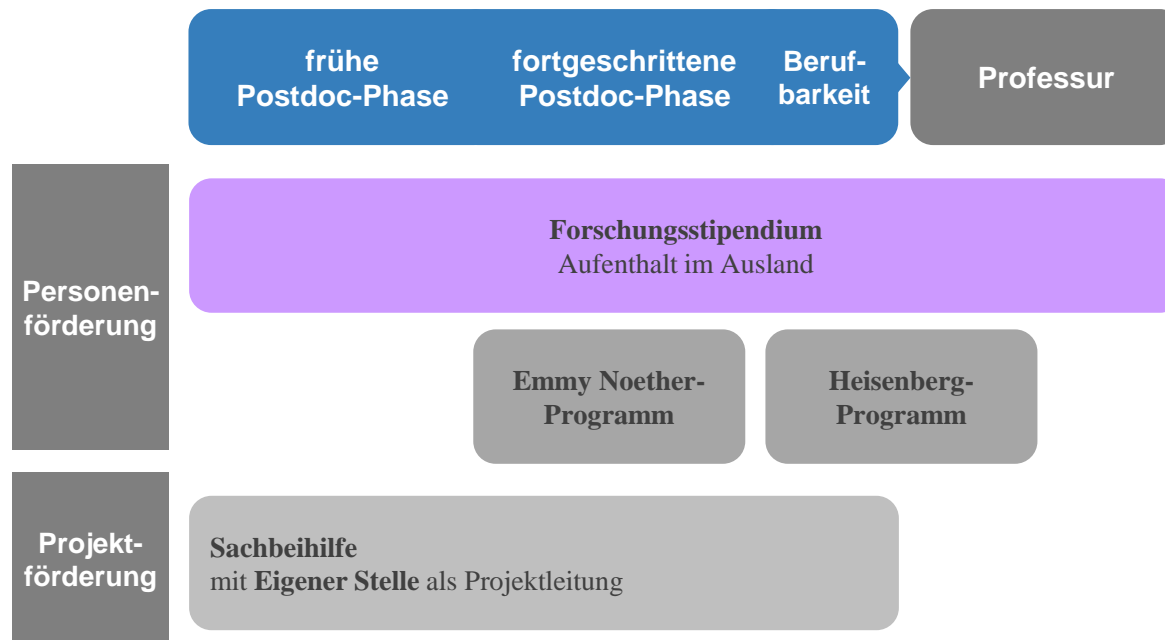 frühe
Postdoc-Phase
fortgeschrittene
Postdoc-Phase
Beruf-
barkeit
Professur
Personen-
förderung
Forschungsstipendium
Aufenthalt im Ausland
Emmy Noether-
Programm
Heisenberg-
Programm
Projekt-
förderung
Sachbeihilfe
mit Eigener Stelle als Projektleitung